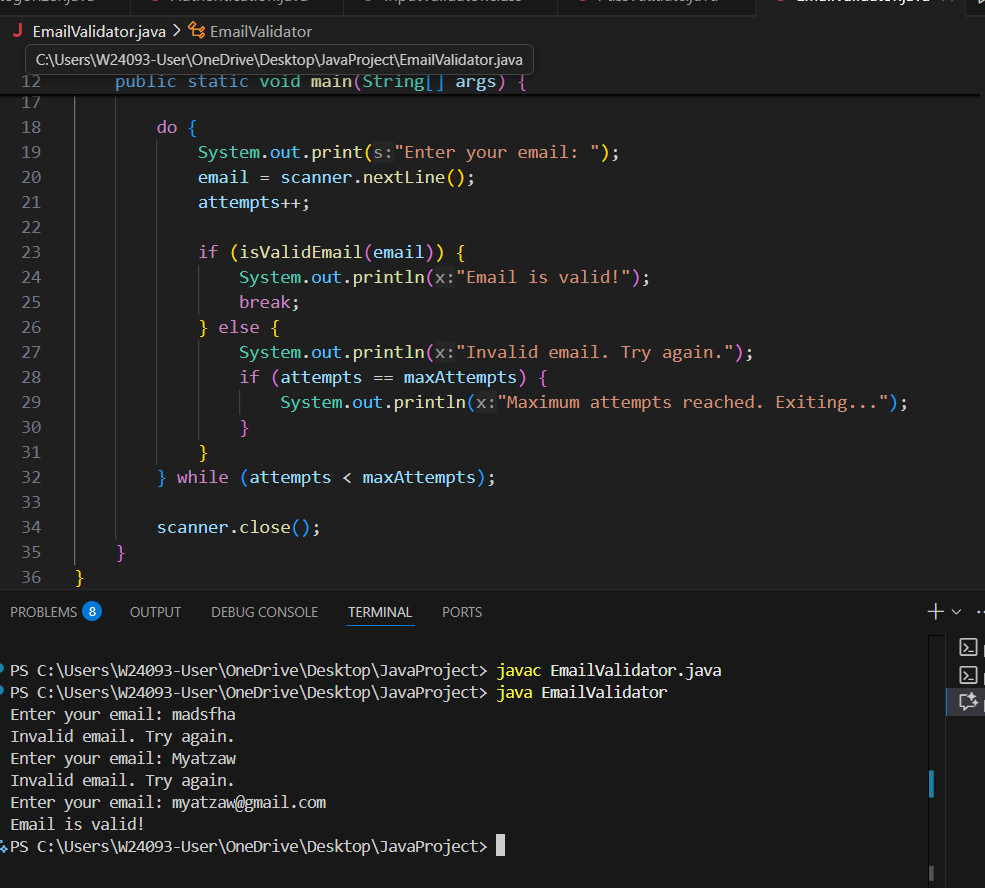 EmailValidator.java > EmailValidator
C:\Users\W24093-User\OneDrive\Desktop\JavaProject\EmailValidator.java
12 public static void main(String[] args) {
17
18 do {
19 System.out.print(s:"Enter your email: ");
20 email = scanner.nextLine();
21 attempts++;
22
23 if (isValidEmail(email)) {
24 System.out.println(x:"Email is valid!");
25 break;
26 } else {
27 System.out.println(x:"Invalid email. Try again.");
28 if (attempts == maxAttempts) {
29 System.out.println(x:"Maximum attempts reached. Exiting...");
30 }
31 }
32 } while (attempts < maxAttempts);
33
34 scanner.close();
35 }
36 }
PROBLEMS 8 OUTPUT DEBUG CONSOLE TERMINAL PORTS
PS C:\Users\W24093-User\OneDrive\Desktop\JavaProject> javac EmailValidator.java
PS C:\Users\W24093-User\OneDrive\Desktop\JavaProject> java EmailValidator
Enter your email: madsfha
Invalid email. Try again.
Enter your email: Myatzaw
Invalid email. Try again.
Enter your email: myatzaw@gmail.com
Email is valid!
PS C:\Users\W24093-User\OneDrive\Desktop\JavaProject>